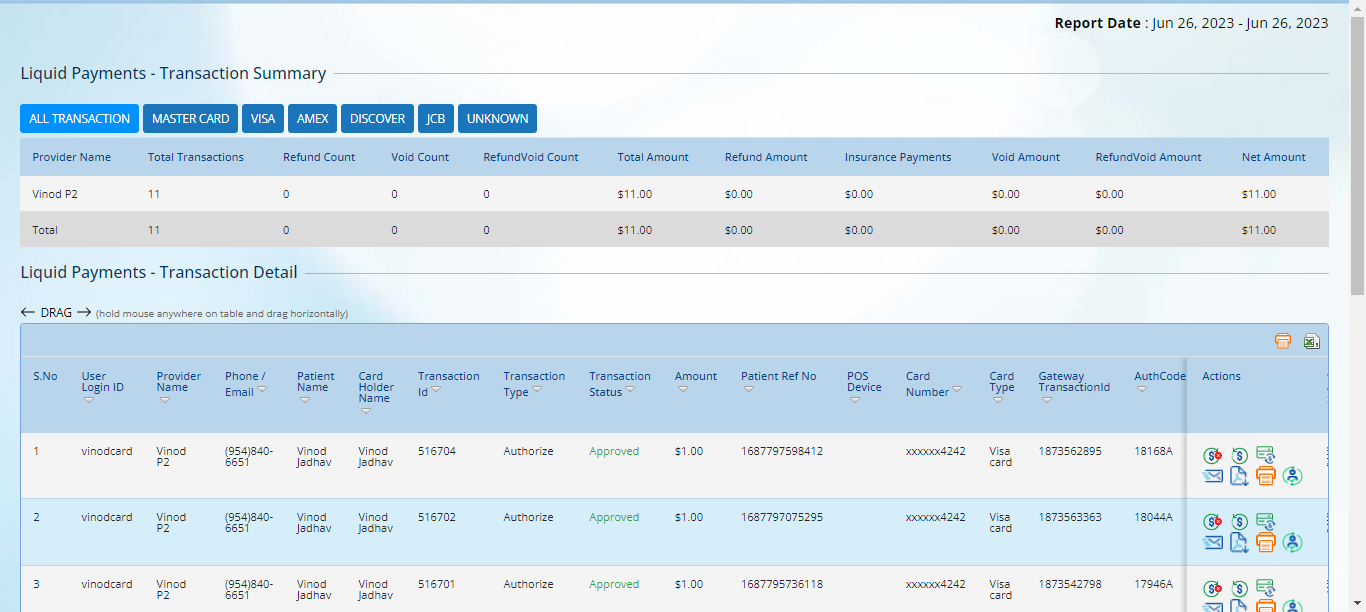 Report Date : Jun 26, 2023 - Jun 26, 2023
Liquid Payments - Transaction Summary
ALL TRANSACTION MASTER CARD VISA AMEX DISCOVER JCB UNKNOWN
Provider Name Total Transactions Refund Count Void Count RefundVoid Count Total Amount Refund Amount Insurance Payments Void Amount RefundVoid Amount Net Amount
Vinod P2 11 0 0 0 $11.00 $0.00 $0.00 $0.00 $0.00 $11.00
Total 11 0 0 0 $11.00 $0.00 $0.00 $0.00 $0.00 $11.00
Liquid Payments - Transaction Detail
← DRAG → (hold mouse anywhere on table and drag horizontally)
S.No User Provider Phone / Patient Card Transaction Transaction Transaction Amount Patient Ref No POS Card Card Gateway AuthCode Actions
Login ID Name Email Name Holder Id Type Status Device Number Type TransactionId
Name
1 vinodcard Vinod (954)840- Vinod Vinod 516704 Authorize Approved $1.00 1687797598412 xxxxxx4242 Visa 1873562895 18168A
P2 6651 Jadhav Jadhav card
2 vinodcard Vinod (954)840- Vinod Vinod 516702 Authorize Approved $1.00 1687797075295 xxxxxx4242 Visa 1873563363 18044A
P2 6651 Jadhav Jadhav card
3 vinodcard Vinod (954)840- Vinod Vinod 516701 Authorize Approved $1.00 1687795736118 xxxxxx4242 Visa 1873542798 17946A
P2 6651 Jadhav Jadhav card